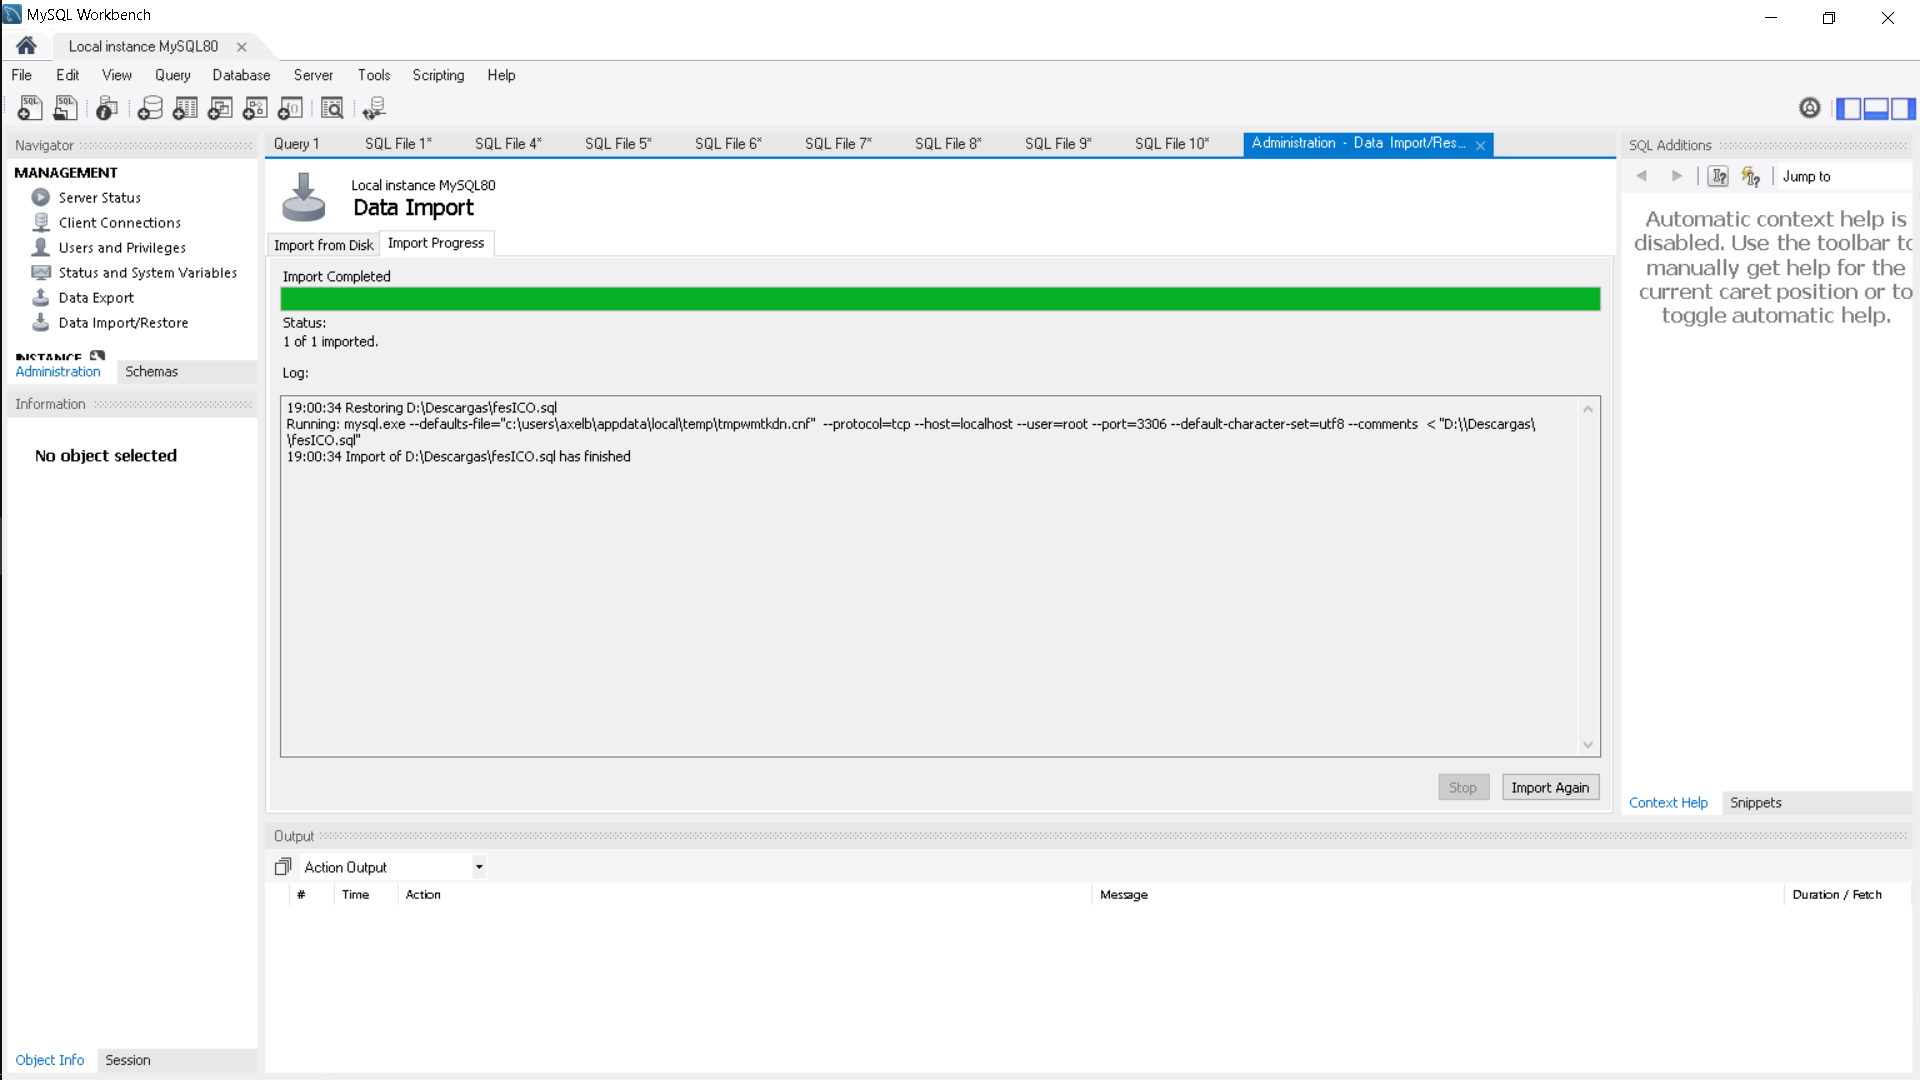 MySQL Workbench
Local instance MySQL80
File Edit View Query Database Server Tools Scripting Help
Navigator
MANAGEMENT
Server Status
Client Connections
Users and Privileges
Status and System Variables
Data Export
Data Import/Restore
INSTANCE
Administration Schemas
Information
No object selected
Object Info Session
Query 1 SQL File 1* SQL File 4* SQL File 5* SQL File 6* SQL File 7* SQL File 8* SQL File 9* SQL File 10* Administration - Data Import/Res...
Local instance MySQL80
Data Import
Import from Disk Import Progress
Import Completed
Status:
1 of 1 imported.
Log:
19:00:34 Restoring D:\Descargas\fesICO.sql
Running: mysql.exe --defaults-file="c:\users\axelb\appdata\local\temp\tmpwmtkdn.cnf"  --protocol=tcp --host=localhost --user=root --port=3306 --default-character-set=utf8 --comments  < "D:\\Descargas\
\fesICO.sql"
19:00:34 Import of D:\Descargas\fesICO.sql has finished
Stop Import Again
Output
Action Output
# Time Action Message Duration / Fetch
SQL Additions
Jump to
Automatic context help is
disabled. Use the toolbar to
manually get help for the
current caret position or to
toggle automatic help.
Context Help Snippets